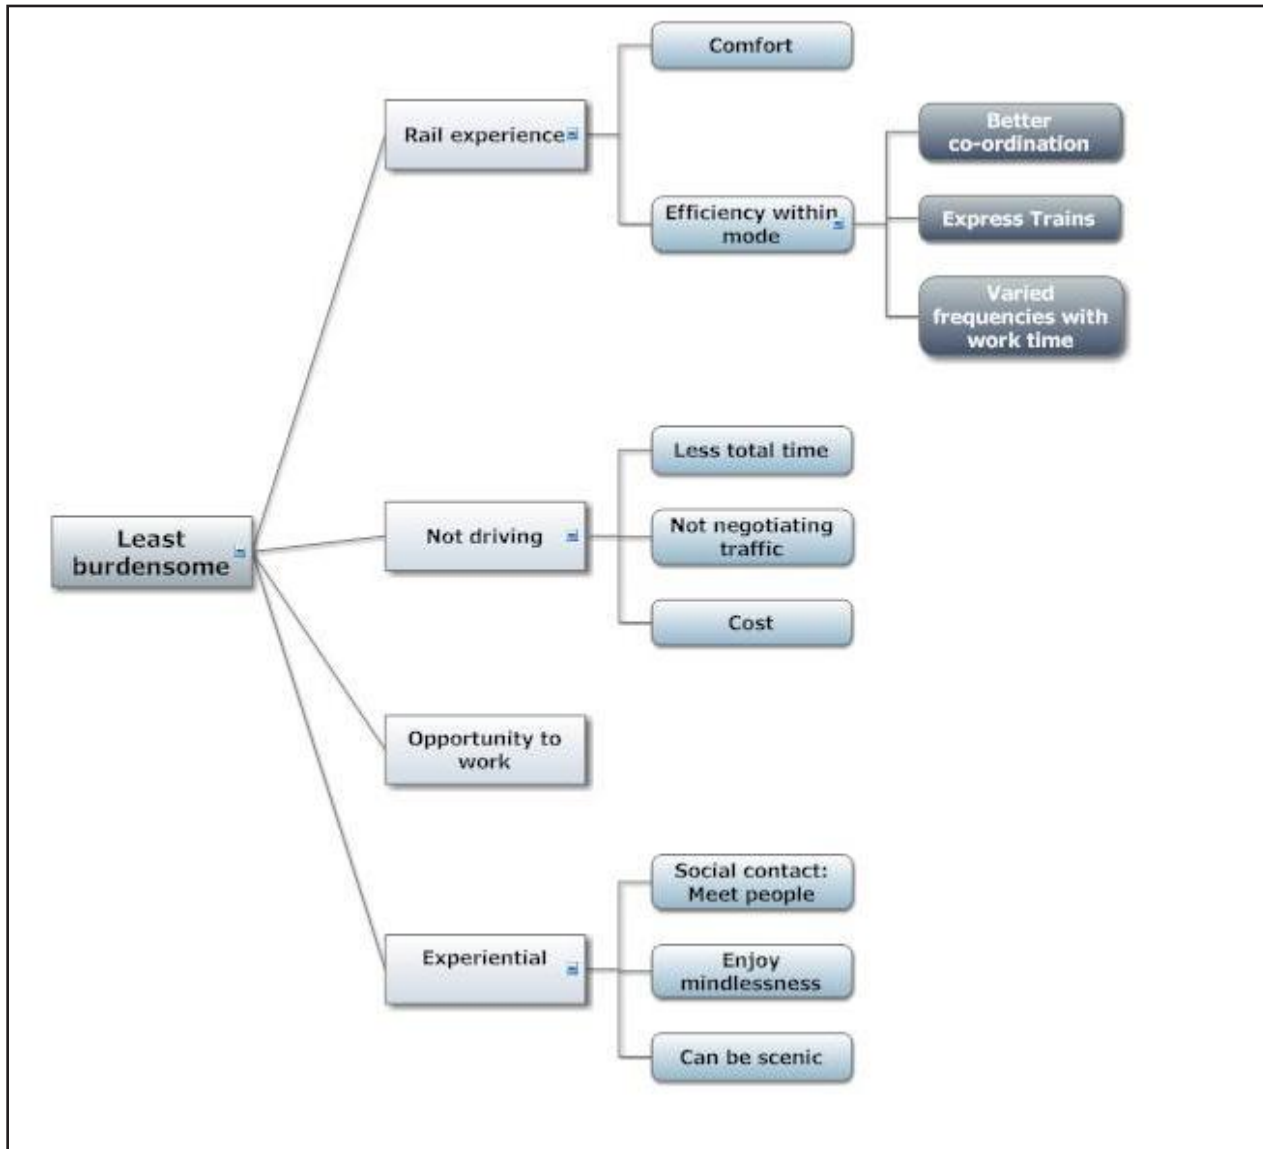 Comfort
Rail experience
Better
co-ordination
Efficiency within
mode
Express Trains
Varied
frequencies with
work time
Less total time
Least
burdensome
Not driving
Not negotiating
traffic
Cost
Opportunity to
work
Social contact:
Meet people
Experiential
Enjoy
mindlessness
Can be scenic